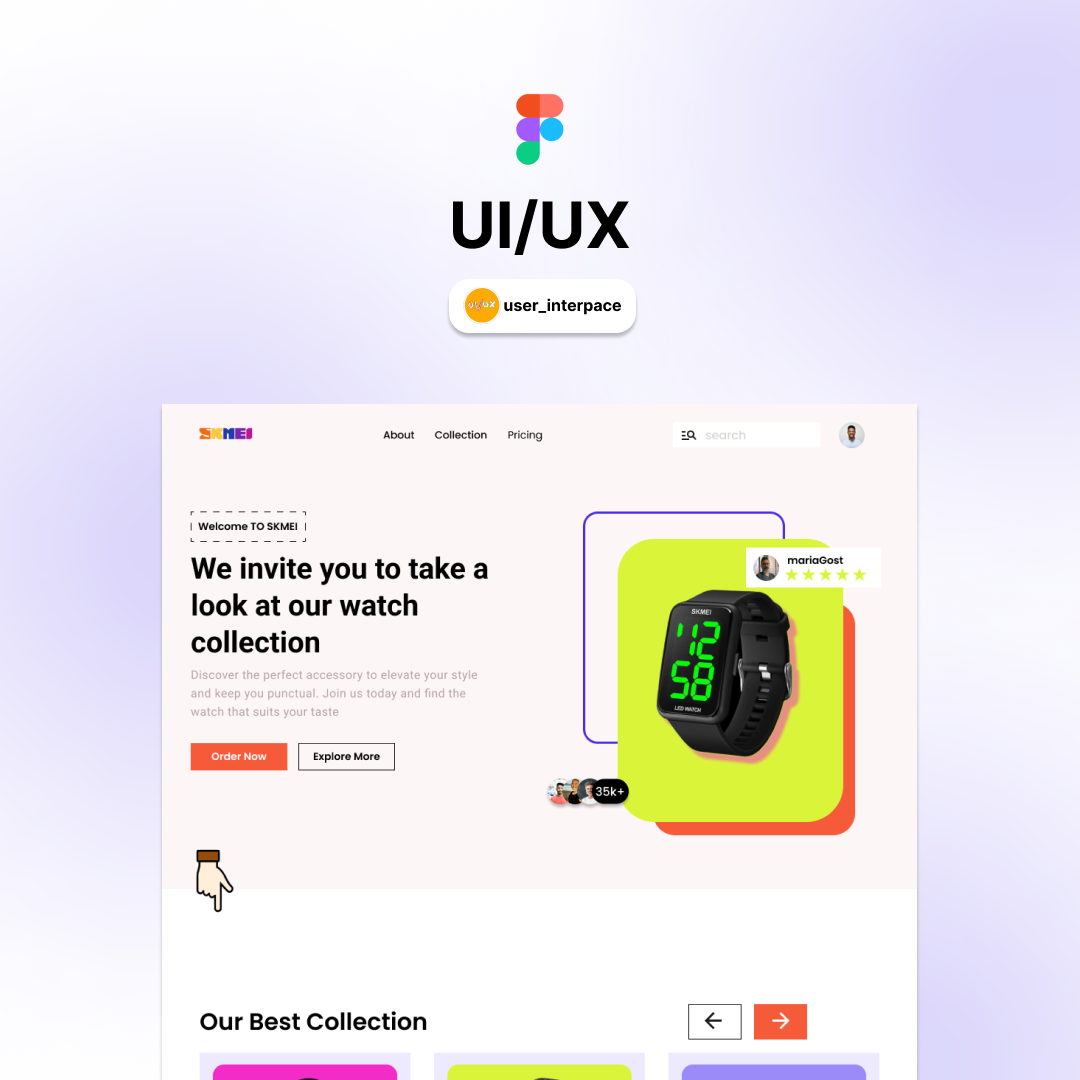 UI/UX
UI/UX user_interpace
SKMEI
About Collection Pricing
search
Welcome TO SKMEI
We invite you to take a
look at our watch
collection
Discover the perfect accessory to elevate your style
and keep you punctual. Join us today and find the
watch that suits your taste
Order Now Explore More
mariaGost
SKMEI
12
58
LED WATCH
35k+
Our Best Collection